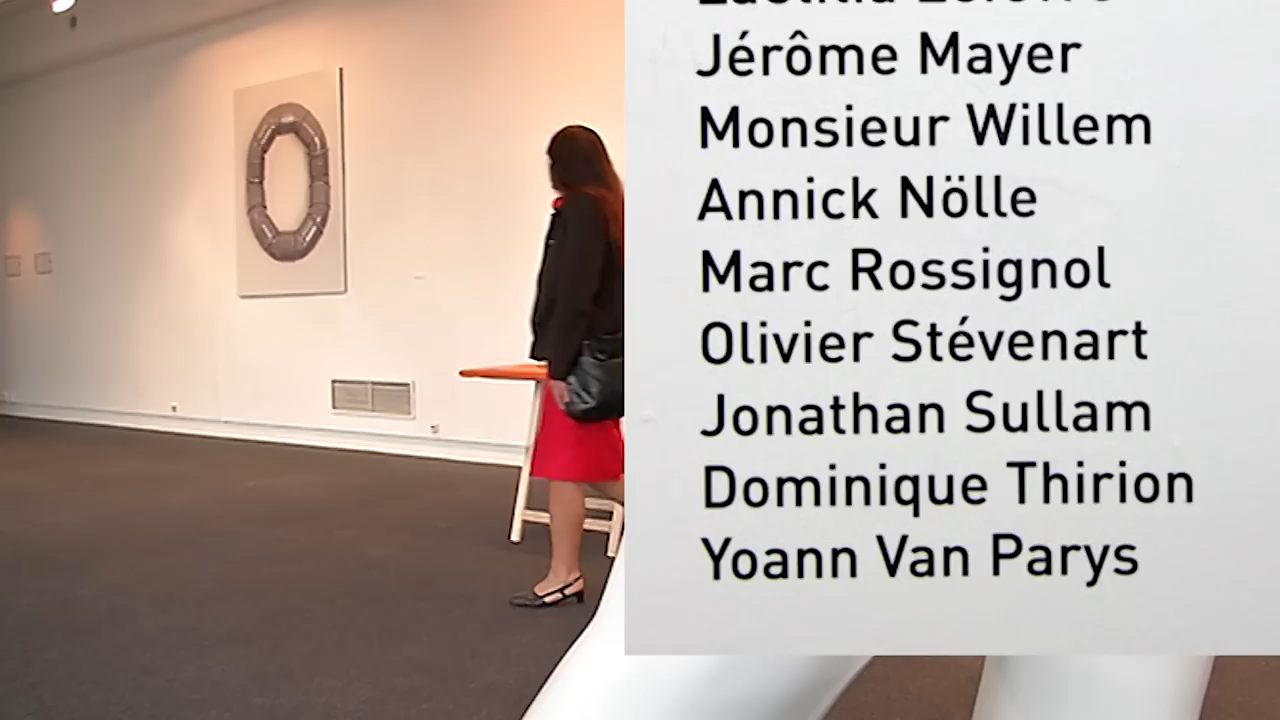 Jérôme Mayer
Monsieur Willem
Annick Nölle
Marc Rossignol
Olivier Stévenart
Jonathan Sullam
Dominique Thirion
Yoann Van Parys